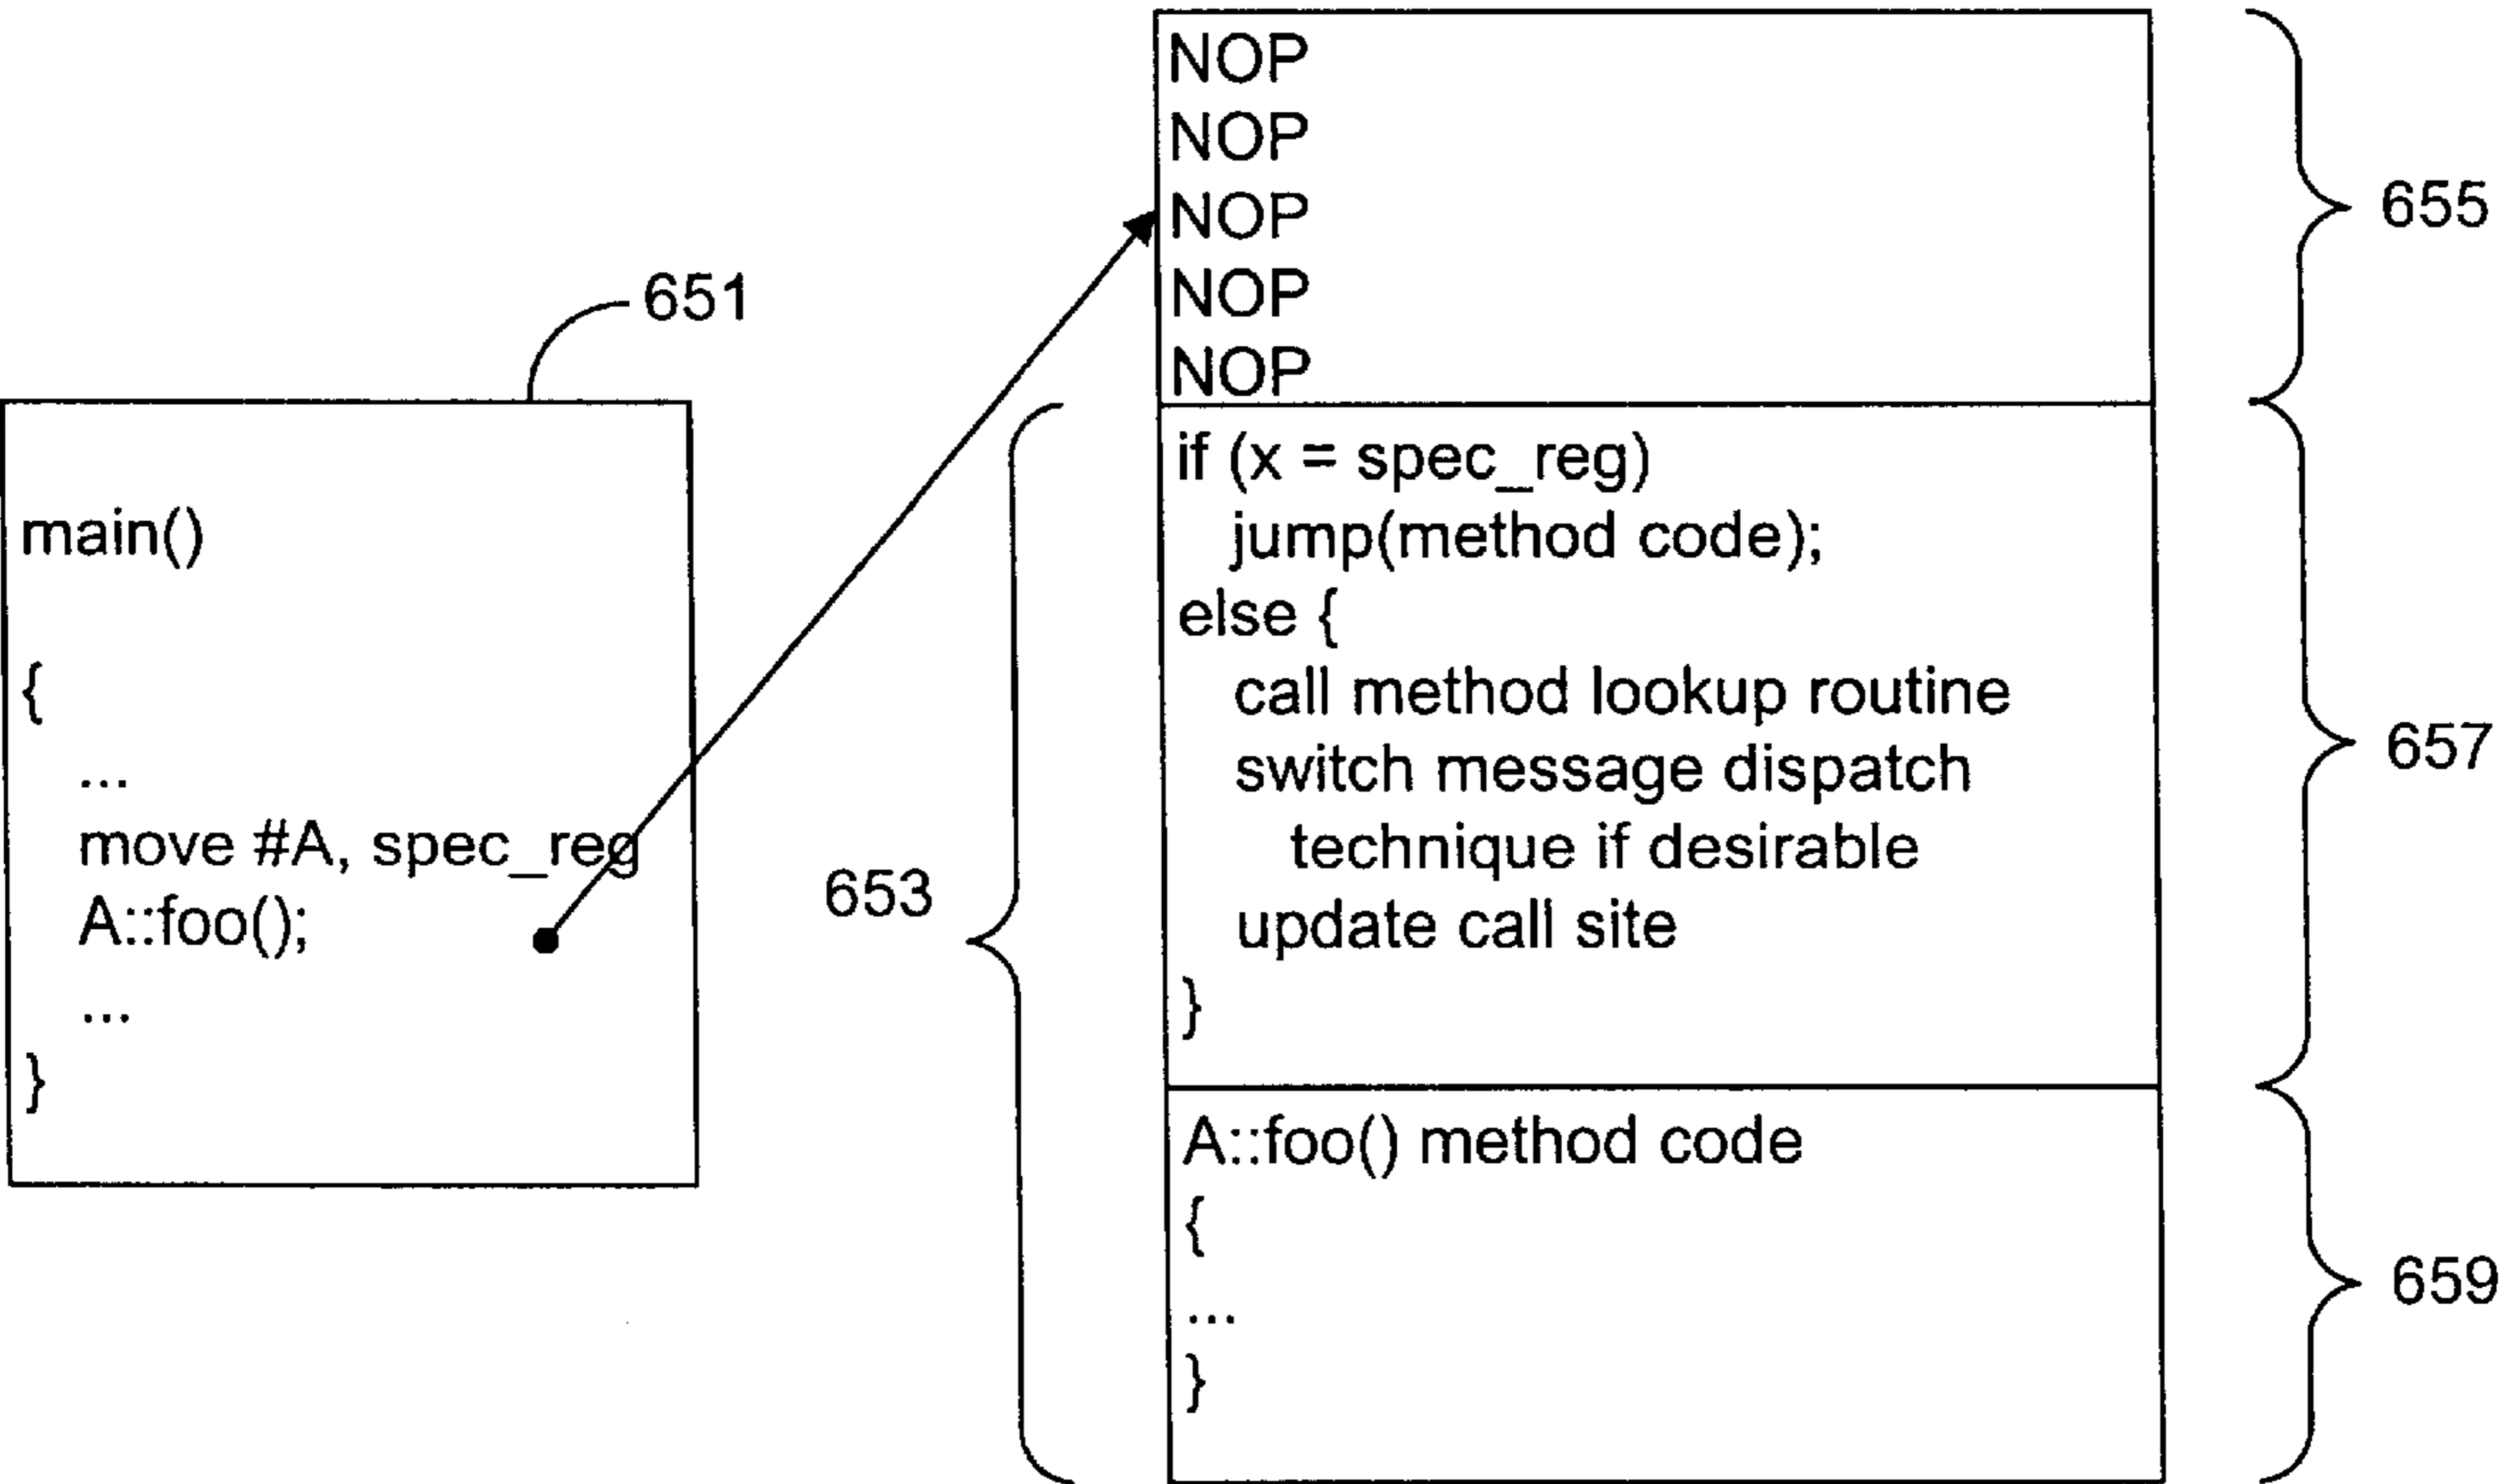 651
main()
{
...
move #A, spec_reg
A::foo();
...
}
653
NOP
NOP
NOP
NOP
NOP
655
if (x = spec_reg)
jump(method code);
else {
call method lookup routine
switch message dispatch
technique if desirable
update call site
}
657
A::foo() method code
{
...
}
659